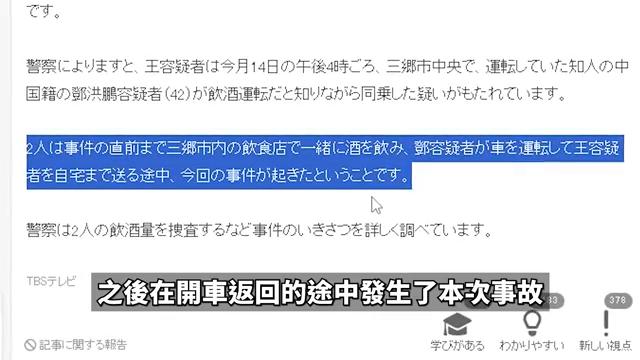 警察によりますと、王容疑者は今月14日の午後4時ごろ、三郷市中央で、運転していた知人の中
国籍の鄧洪鵬容疑者（42）が飲酒運転だと知りながら同乗した疑いがもたれています。
2人は事件の直前まで三郷市内の飲食店で一緒に酒を飲み、鄧容疑者が車を運転して王容疑
者を自宅まで送る途中、今回の事件が起きたということです。
警察は2人の飲酒量を捜査するなど事件のいきさつを詳しく調べています。
TBSテレビ
之後在開車返回的途中發生了本次事故
378
記事に関する報告
学びがある
わかりやすい
新しい視点